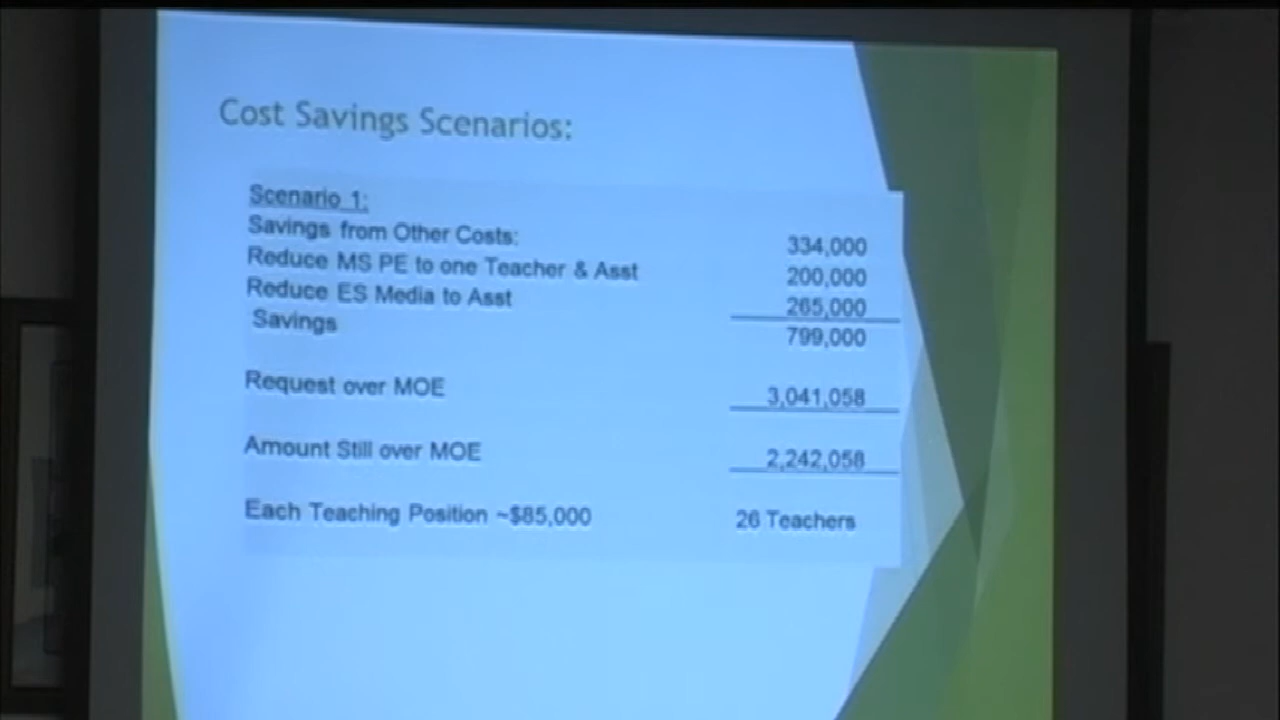 Cost Savings Scenarios:
Scenario 1:
Savings from Other Costs: 334,000
Reduce MS PE to one Teacher & Asst 200,000
Reduce ES Media to Asst 265,000
Savings 799,000
Request over MOE 3,041,058
Amount Still over MOE 2,242,058
Each Teaching Position ~$85,000 26 Teachers